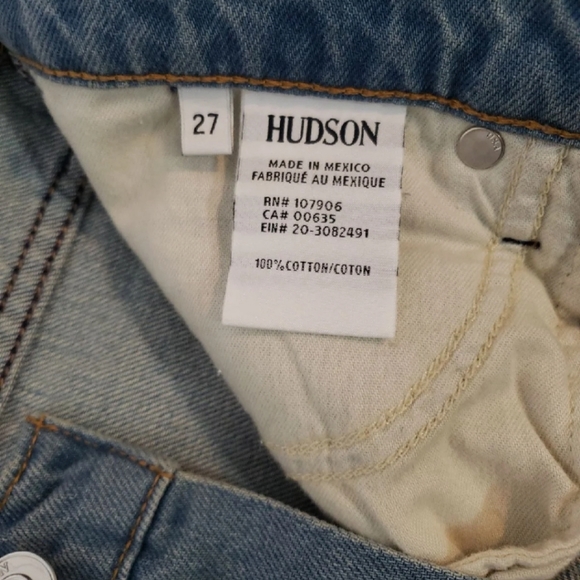 27
HUDSON
MADE IN MEXICO
FABRIQUÉ AU MEXIQUE
RN# 107906
CA# 00635
EIN# 20-3082491
100%COTTON/COTON